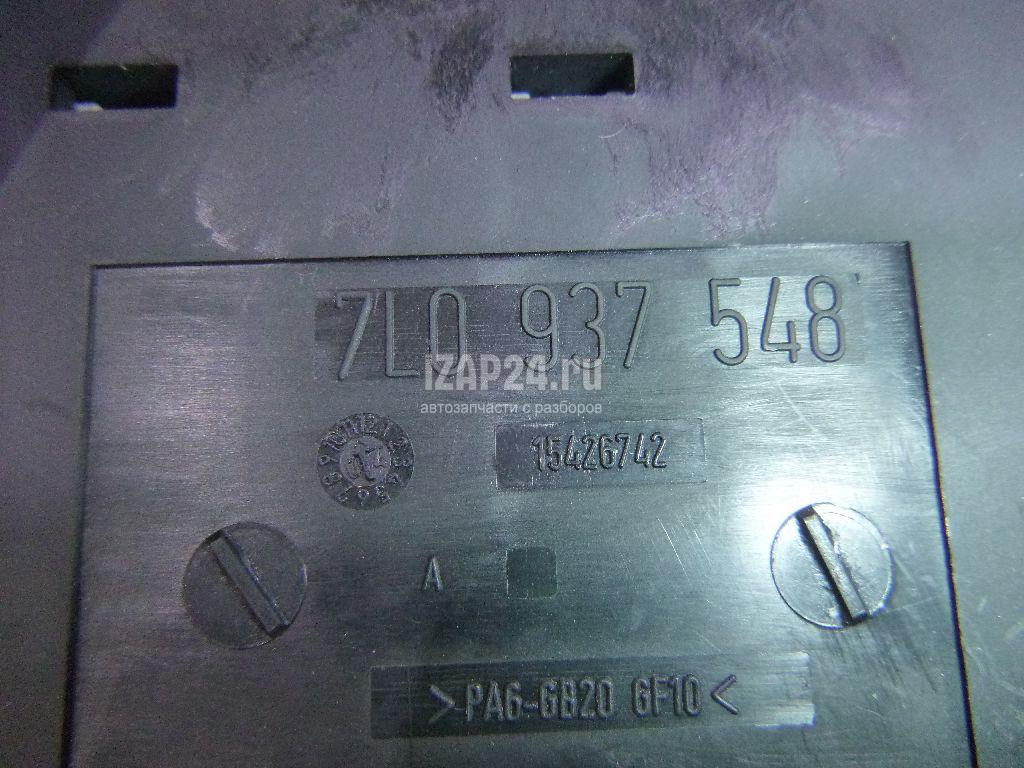 7L0 937 548
IZAP24.ru
автозапчасти с разборов
15426742
A
>PA6-GB20 GF10<